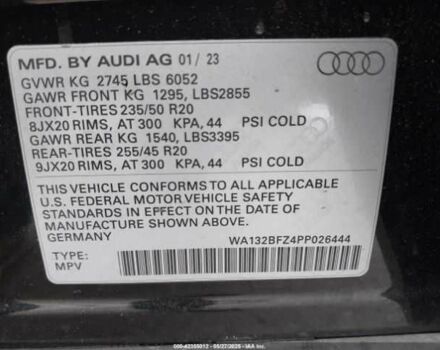 MFD. BY AUDI AG 01/ 23
GVWR KG 2745 LBS 6052
GAWR FRONT KG 1295, LBS2855
FRONT-TIRES 235/50 R20
8JX20 RIMS, AT 300 KPA, 44 PSI COLD
GAWR REAR KG 1540, LBS3395
REAR-TIRES 255/45 R20
9JX20 RIMS, AT 300 KPA, 44 PSI COLD
THIS VEHICLE CONFORMS TO ALL APPLICABLE
U.S. FEDERAL MOTOR VEHICLE SAFETY
STANDARDS IN EFFECT ON THE DATE OF
MANUFACTURE SHOWN ABOVE.
GERMANY WA132BFZ4PP026444
TYPE:
MPV